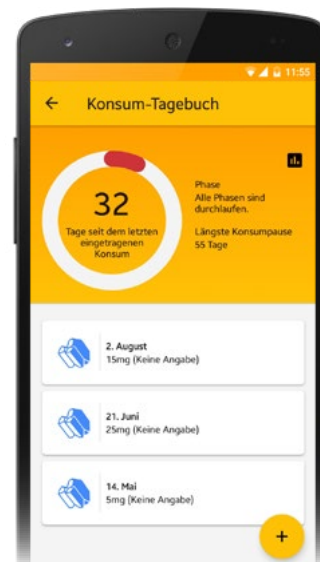 11:55
Konsum-Tagebuch
32
Tage seit dem letzten
eingetragenen
Konsum
Phase
Alle Phasen sind
durchlaufen.
Längste Konsumpause
55 Tage
2. August
15mg (Keine Angabe)
21. Juni
25mg (Keine Angabe)
14. Mai
5mg (Keine Angabe)
+